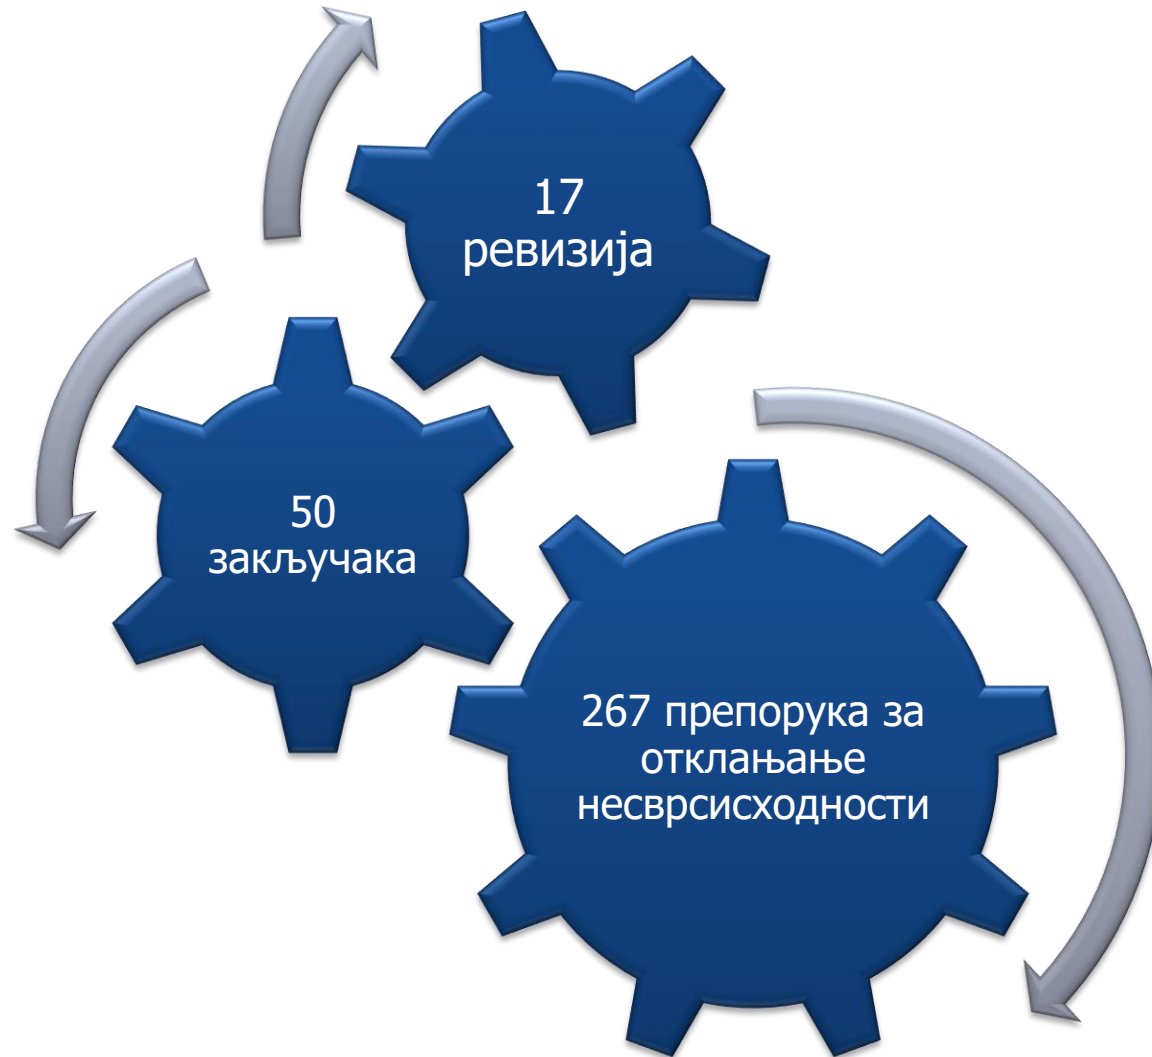 17
ревизија
50
закључака
267 препорука за
отклањање
несврсисходности